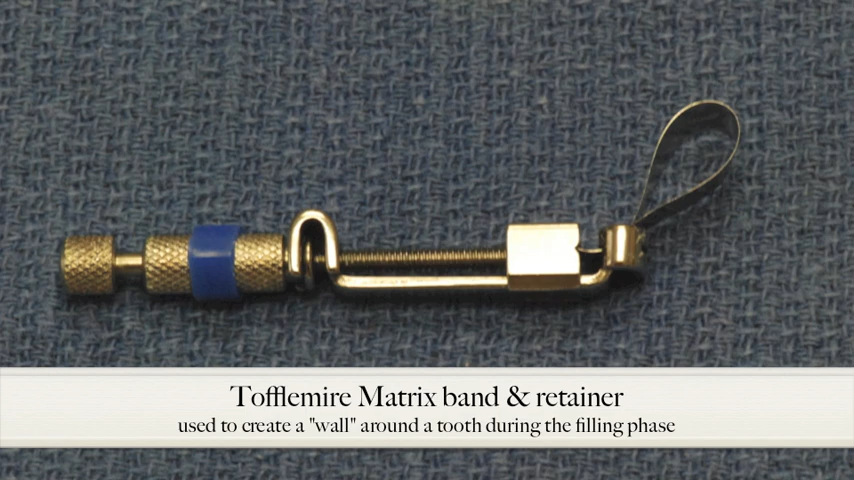 Tofflemire Matrix band & retainer
used to create a "wall" around a tooth during the filling phase